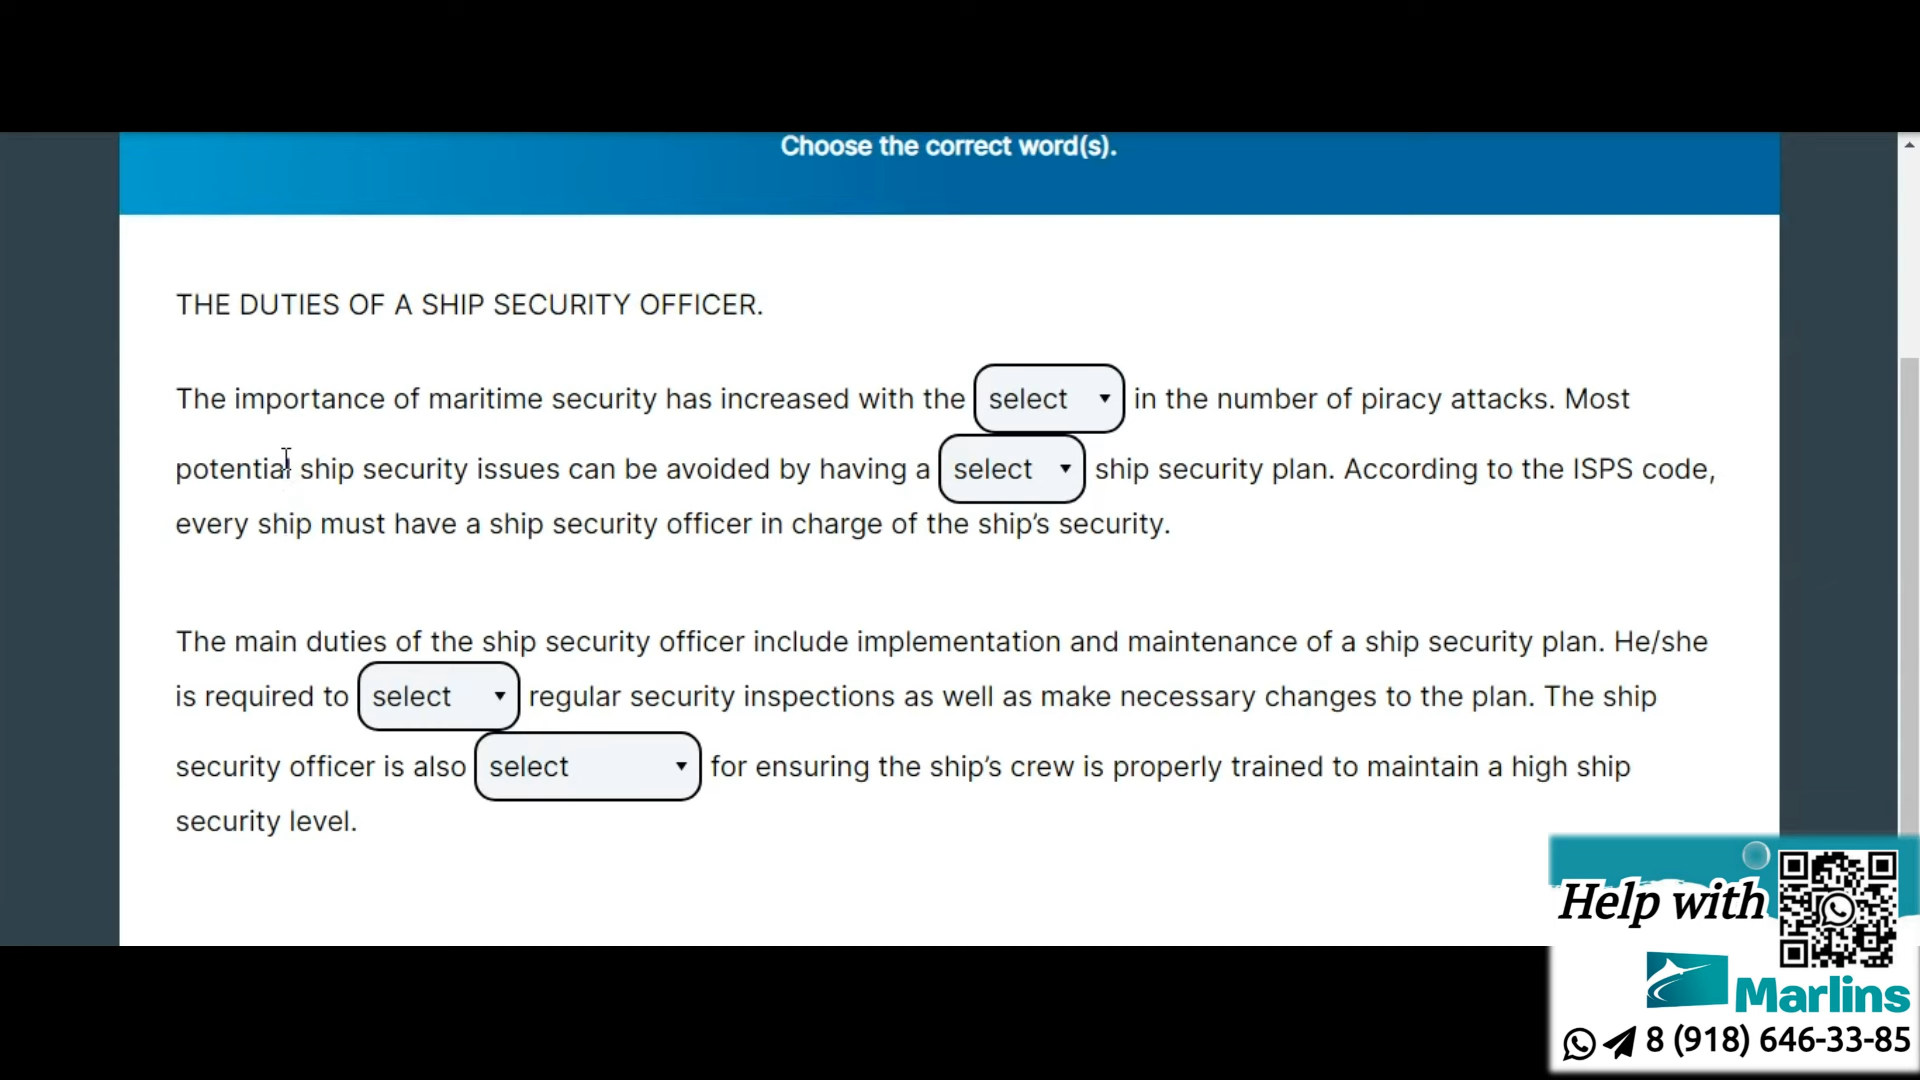 Choose the correct word(s).
THE DUTIES OF A SHIP SECURITY OFFICER.
The importance of maritime security has increased with the select in the number of piracy attacks. Most
potential ship security issues can be avoided by having a select ship security plan. According to the ISPS code,
every ship must have a ship security officer in charge of the ship’s security.
The main duties of the ship security officer include implementation and maintenance of a ship security plan. He/she
is required to select regular security inspections as well as make necessary changes to the plan. The ship
security officer is also select for ensuring the ship’s crew is properly trained to maintain a high ship
security level.
Help with
Marlins
8 (918) 646-33-85